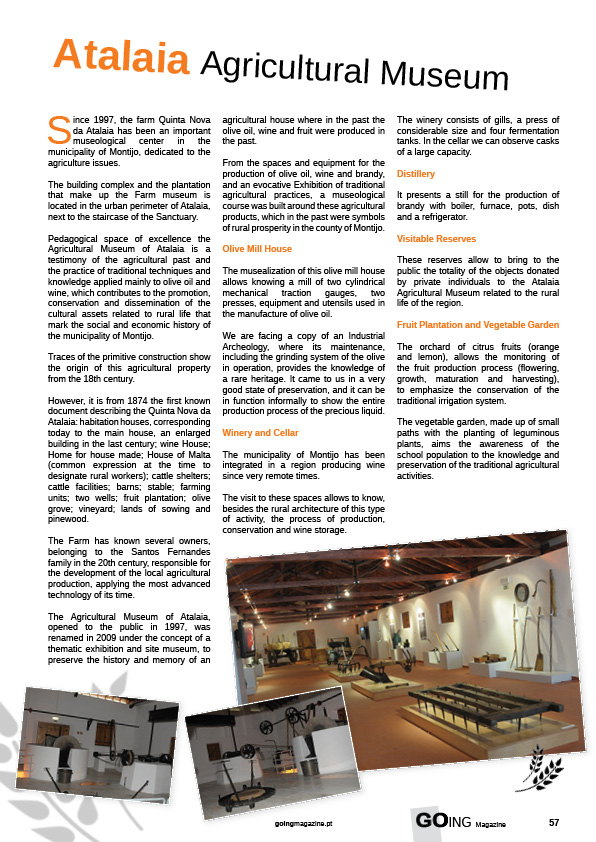 Atalaia Agricultural Museum
Since 1997, the farm Quinta Nova
da Atalaia has been an important
museological center in the
municipality of Montijo, dedicated to the
agriculture issues.
The building complex and the plantation
that make up the Farm museum is
located in the urban perimeter of Atalaia,
next to the staircase of the Sanctuary.
Pedagogical space of excellence the
Agricultural Museum of Atalaia is a
testimony of the agricultural past and
the practice of traditional techniques and
knowledge applied mainly to olive oil and
wine, which contributes to the promotion,
conservation and dissemination of the
cultural assets related to rural life that
mark the social and economic history of
the municipality of Montijo.
Traces of the primitive construction show
the origin of this agricultural property
from the 18th century.
However, it is from 1874 the first known
document describing the Quinta Nova da
Atalaia: habitation houses, corresponding
today to the main house, an enlarged
building in the last century; wine House;
Home for house made; House of Malta
(common expression at the time to
designate rural workers); cattle shelters;
cattle facilities; barns; stable; farming
units; two wells; fruit plantation; olive
grove; vineyard; lands of sowing and
pinewood.
The Farm has known several owners,
belonging to the Santos Fernandes
family in the 20th century, responsible for
the development of the local agricultural
production, applying the most advanced
technology of its time.
The Agricultural Museum of Atalaia,
opened to the public in 1997, was
renamed in 2009 under the concept of a
thematic exhibition and site museum, to
preserve the history and memory of an
agricultural house where in the past the
olive oil, wine and fruit were produced in
the past.
From the spaces and equipment for the
production of olive oil, wine and brandy,
and an evocative Exhibition of traditional
agricultural practices, a museological
course was built around these agricultural
products, which in the past were symbols
of rural prosperity in the county of Montijo.
Olive Mill House
The musealization of this olive mill house
allows knowing a mill of two cylindrical
mechanical traction gauges, two
presses, equipment and utensils used in
the manufacture of olive oil.
We are facing a copy of an Industrial
Archeology, where its maintenance,
including the grinding system of the olive
in operation, provides the knowledge of
a rare heritage. It came to us in a very
good state of preservation, and it can be
in function informally to show the entire
production process of the precious liquid.
Winery and Cellar
The municipality of Montijo has been
integrated in a region producing wine
since very remote times.
The visit to these spaces allows to know,
besides the rural architecture of this type
of activity, the process of production,
conservation and wine storage.
The winery consists of gills, a press of
considerable size and four fermentation
tanks. In the cellar we can observe casks
of a large capacity.
Distillery
It presents a still for the production of
brandy with boiler, furnace, pots, dish
and a refrigerator.
Visitable Reserves
These reserves allow to bring to the
public the totality of the objects donated
by private individuals to the Atalaia
Agricultural Museum related to the rural
life of the region.
Fruit Plantation and Vegetable Garden
The orchard of citrus fruits (orange
and lemon), allows the monitoring of
the fruit production process (flowering,
growth, maturation and harvesting),
to emphasize the conservation of the
traditional irrigation system.
The vegetable garden, made up of small
paths with the planting of leguminous
plants, aims the awareness of the
school population to the knowledge and
preservation of the traditional agricultural
activities.
goingmagazine.pt
GOING Magazine
57